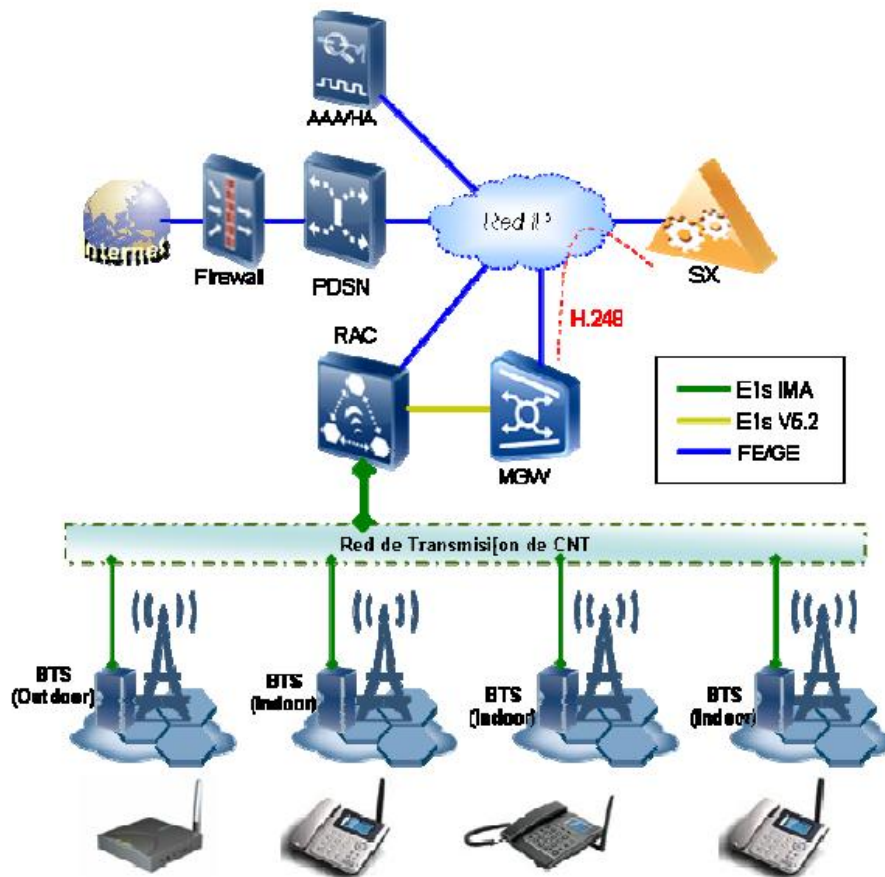 AAA/HA
Red IP
Internet
Firewall
PDSN
SX
H.248
RAC
MGW
E1s IMA
E1s V5.2
FE/GE
Red de Transmisi[on de CNT
BTS
(Outdoor)
BTS
(Indoor)
BTS
(Indoor)
BTS
(Indoor)